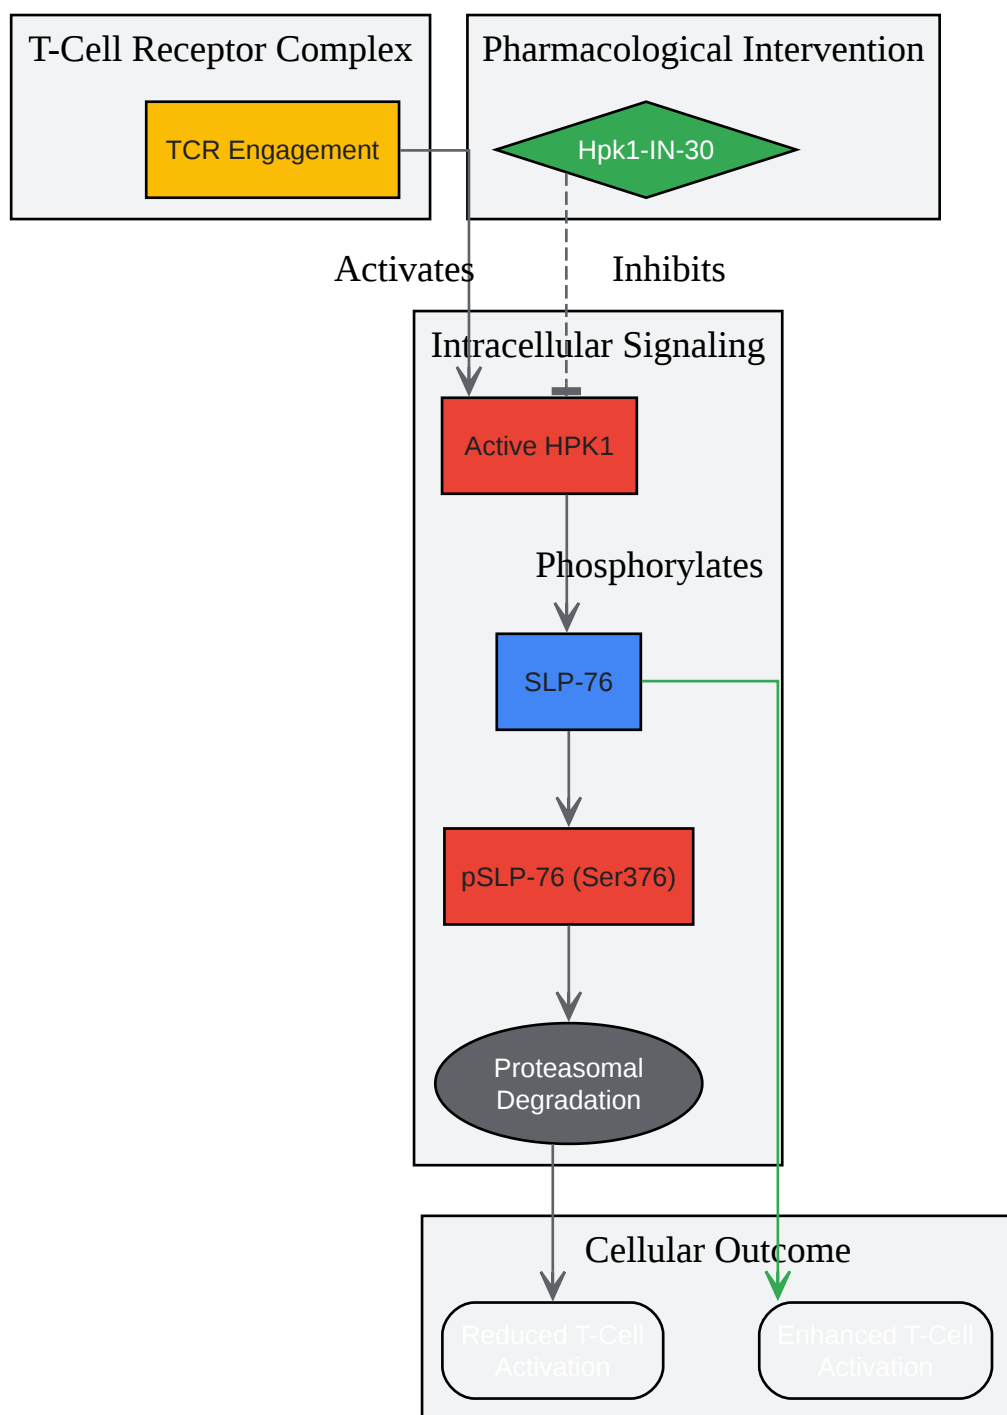 T-Cell Receptor Complex
Pharmacological Intervention
TCR Engagement
Hpk1-IN-30
Activates
Inhibits
Intracellular Signaling
Active HPK1
Phosphorylates
SLP-76
pSLP-76 (Ser376)
Proteasomal
Degradation
Cellular Outcome
Reduced T-Cell
Activation
Enhanced T-Cell
Activation